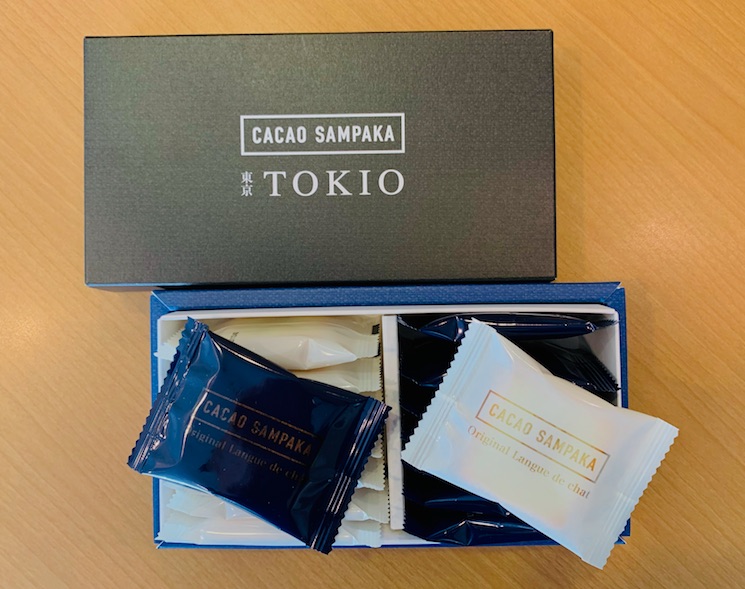 CACAO SAMPAKA
東京 TOKIO
CACAO SAMPAKA
Original Langue de chat
CACAO SAMPAKA
Original Langue de chat